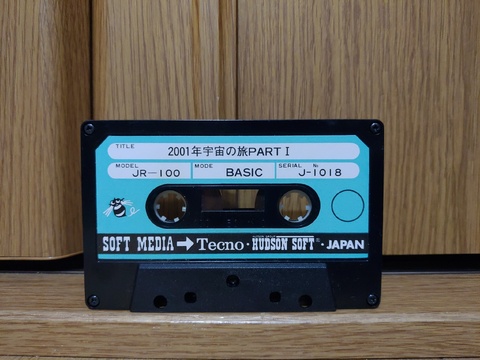 TITLE
2001年宇宙の旅PARTⅠ
MODEL MODE SERIAL №
JR-100 BASIC J-1018
SOFT MEDIA→Tecno・HUDSON SOFT®・JAPAN